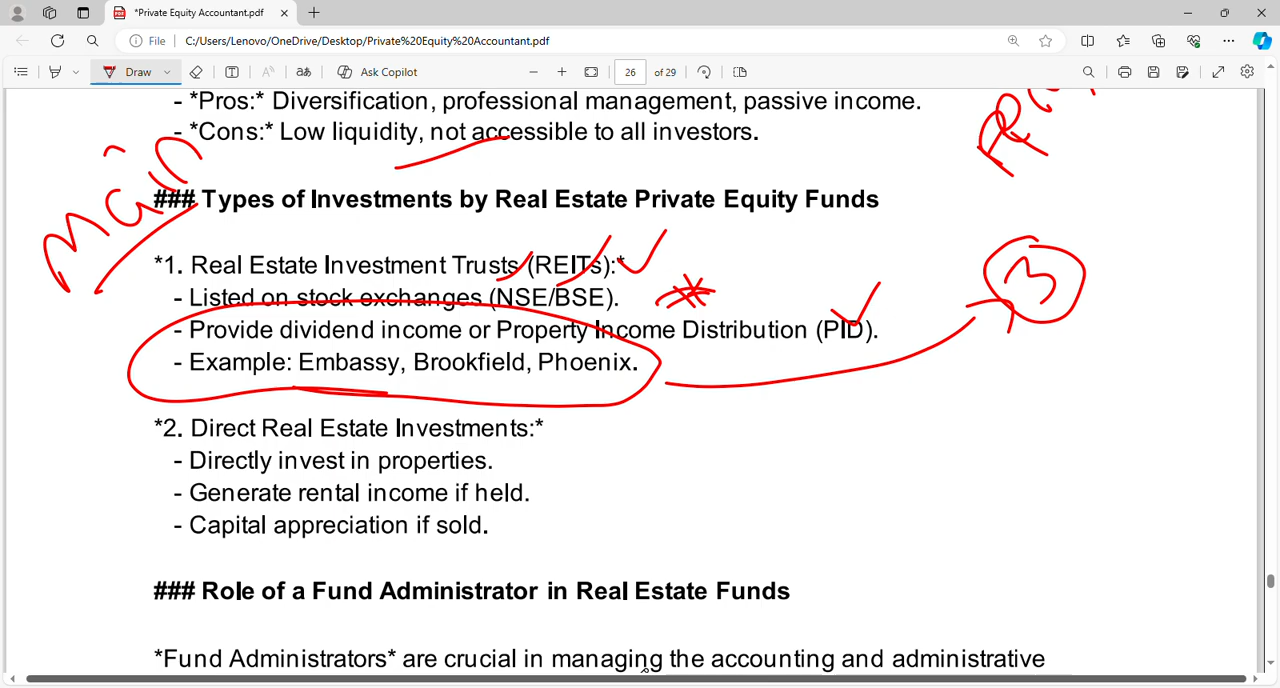 *Private Equity Accountant.pdf
File
C:/Users/Lenovo/OneDrive/Desktop/Private%20Equity%20Accountant.pdf
Draw
Ask Copilot
26 of 29
- *Pros:* Diversification, professional management, passive income.
- *Cons:* Low liquidity, not accessible to all investors.
main
### Types of Investments by Real Estate Private Equity Funds
*1. Real Estate Investment Trusts (REITs):*
- Listed on stock exchanges (NSE/BSE).
3
- Provide dividend income or Property Income Distribution (PID).
- Example: Embassy, Brookfield, Phoenix.
*2. Direct Real Estate Investments:*
- Directly invest in properties.
- Generate rental income if held.
- Capital appreciation if sold.
### Role of a Fund Administrator in Real Estate Funds
*Fund Administrators* are crucial in managing the accounting and administrative